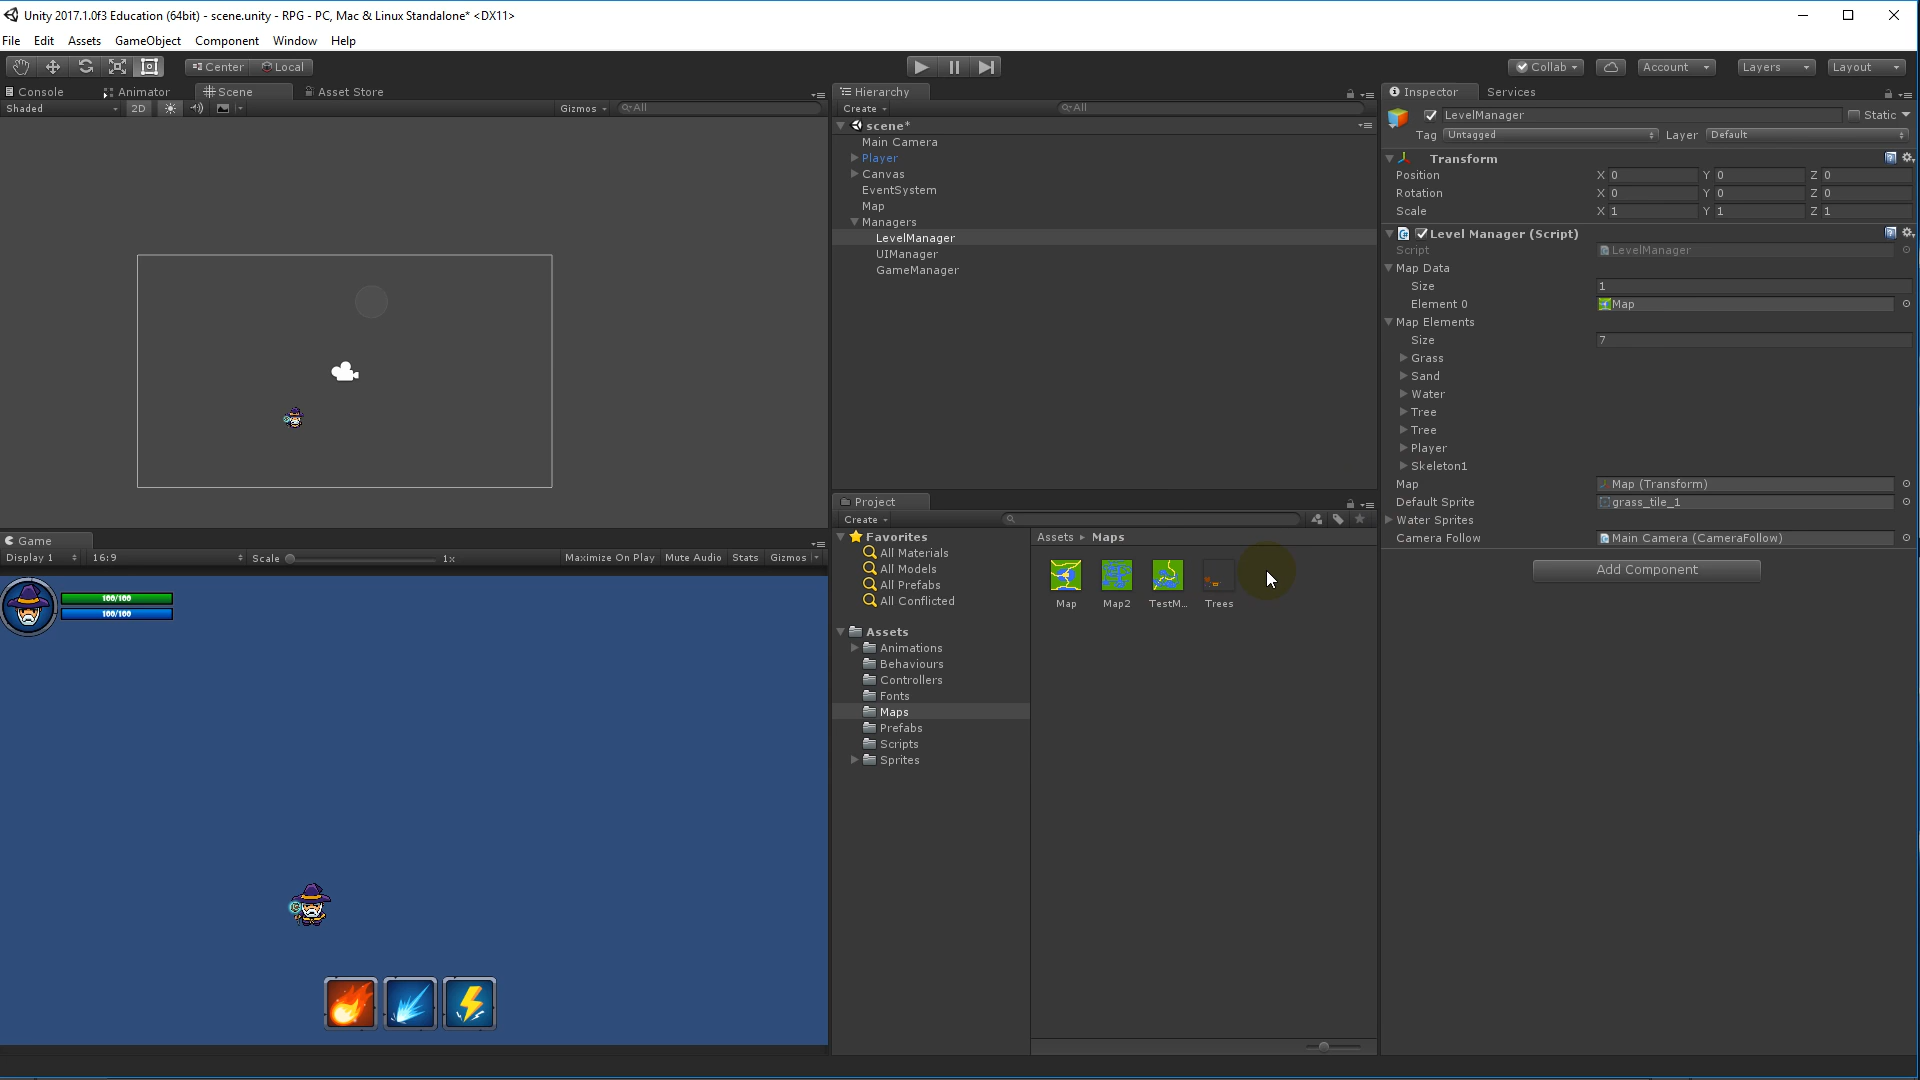 Unity 2017.1.0f3 Education (64bit) - scene.unity - RPG - PC, Mac & Linux Standalone* <DX11>
File Edit Assets GameObject Component Window Help
Center Local Collab Account Layers Layout
Console Animator Scene Asset Store
Shaded 2D Gizmos All
Hierarchy
Create All
scene*
Main Camera
Player
Canvas
EventSystem
Map
Managers
LevelManager
UIManager
GameManager
Inspector Services
LevelManager Static
Tag Untagged Layer Default
Transform
Position X 0 Y 0 Z 0
Rotation X 0 Y 0 Z 0
Scale X 1 Y 1 Z 1
Level Manager (Script)
Script LevelManager
Map Data
Size 1
Element 0 Map
Map Elements
Size 7
Grass
Sand
Water
Tree
Tree
Player
Skeleton1
Map Map (Transform)
Default Sprite grass_tile_1
Water Sprites
Camera Follow Main Camera (CameraFollow)
Add Component
Project
Create
Favorites
All Materials
All Models
All Prefabs
All Conflicted
Assets
Animations
Behaviours
Controllers
Fonts
Maps
Prefabs
Scripts
Sprites
Assets Maps
Map Map2 TestM... Trees
Game
Display 1 16:9 Scale 1x Maximize On Play Mute Audio Stats Gizmos
100/100
100/100